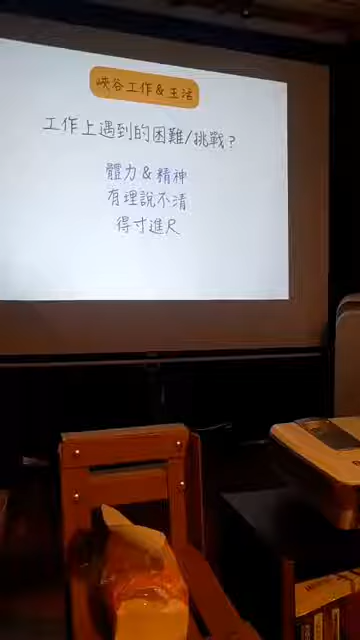 峽谷工作&生活
工作上遇到的困難/挑戰？
體力&精神
有理說不清
得寸進尺